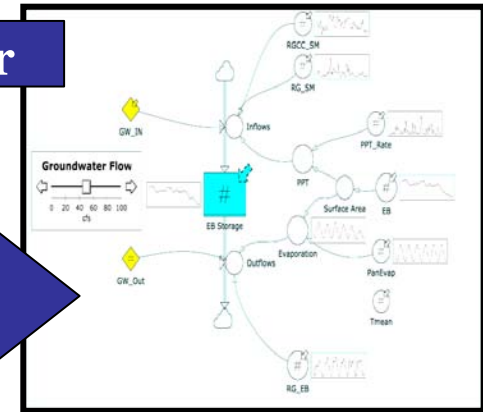 r
RGCC_SM
RG_SM
GW_IN
Inflows
PPT_Rate
Groundwater Flow
0 20 40 60 80 100
cfs
PPT
Surface Area
EB
EB Storage
Evaporation
GW_Out
Outflows
PanEvap
Tmean
RG_EB